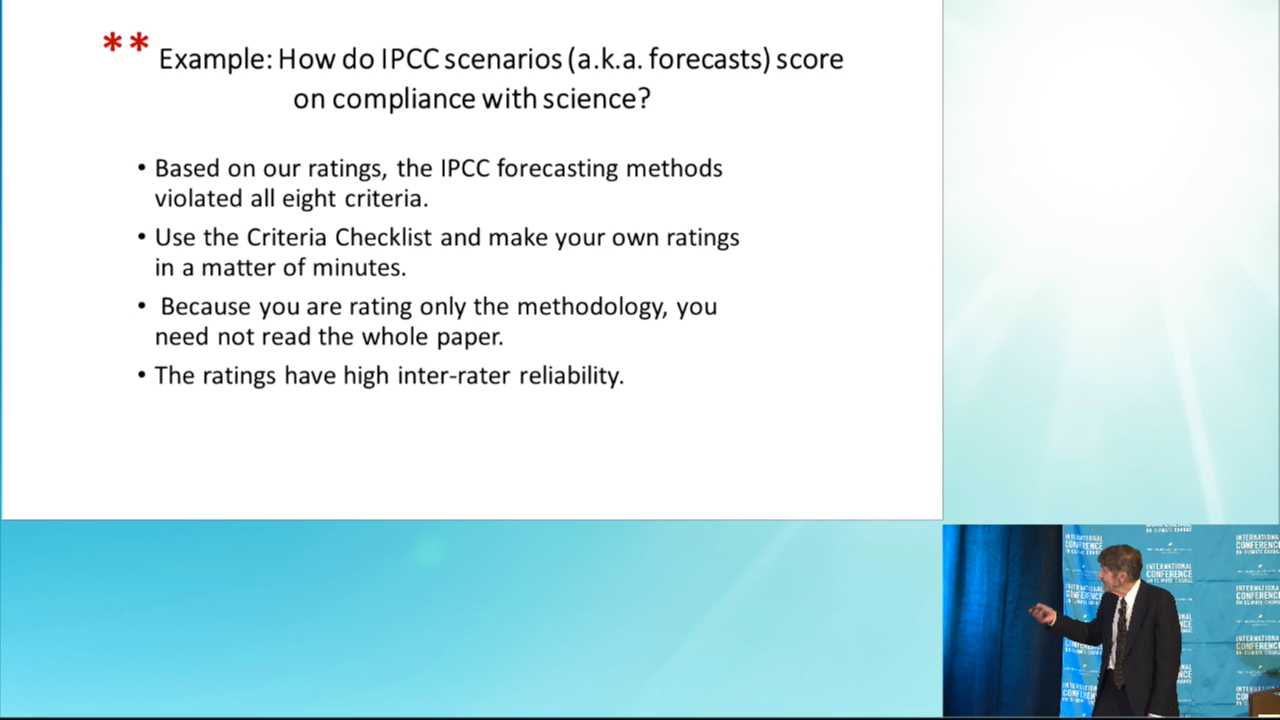 ** Example: How do IPCC scenarios (a.k.a. forecasts) score
on compliance with science?
• Based on our ratings, the IPCC forecasting methods
violated all eight criteria.
• Use the Criteria Checklist and make your own ratings
in a matter of minutes.
• Because you are rating only the methodology, you
need not read the whole paper.
• The ratings have high inter-rater reliability.
INTERNATIONAL
CONFERENCE
ON CLIMATE CHANGE